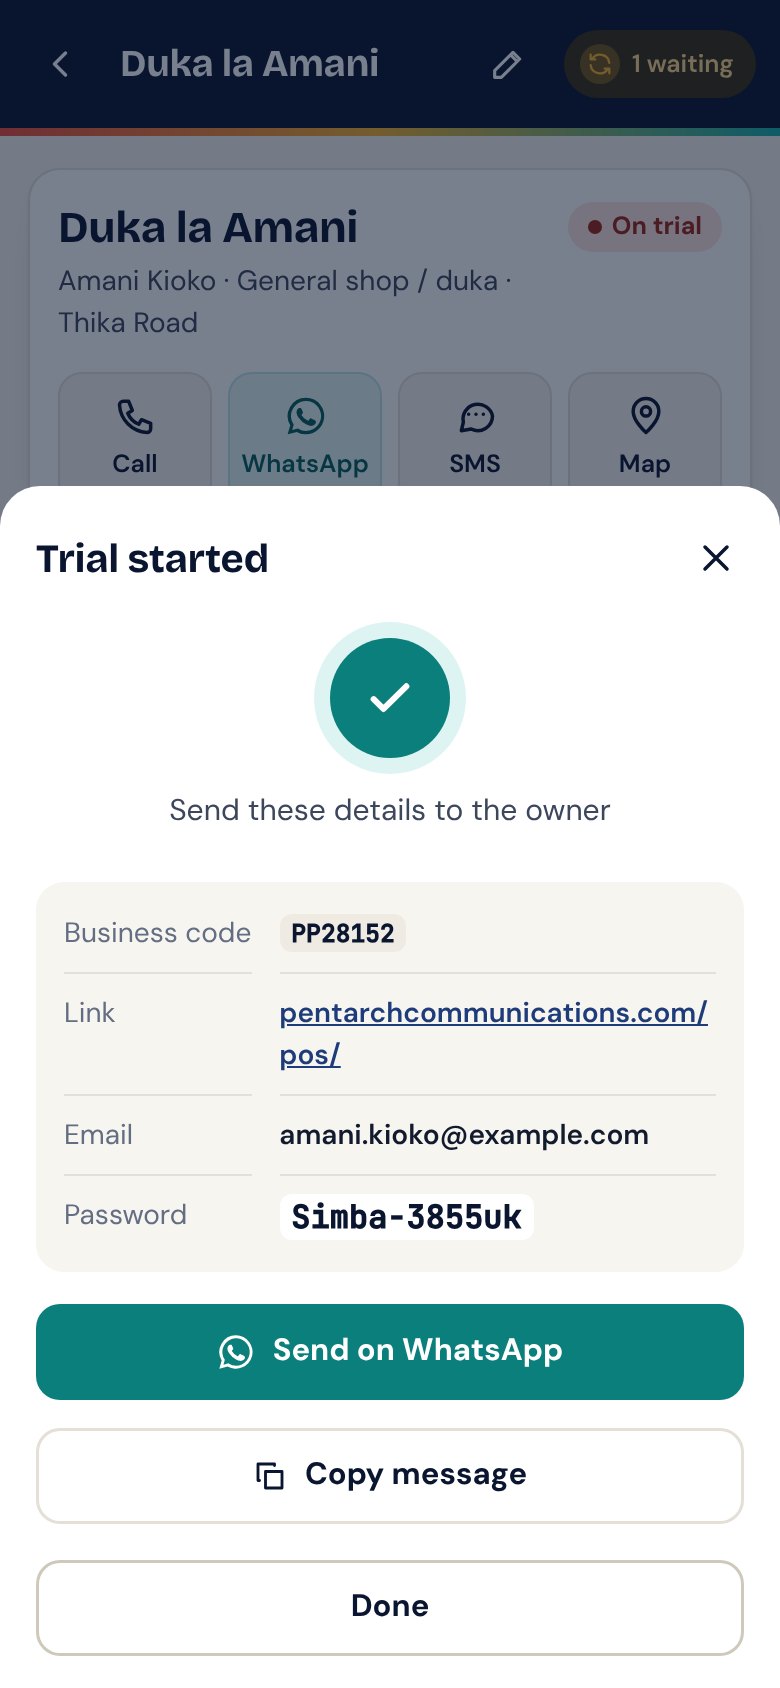 Duka la Amani
1 waiting
Duka la Amani
On trial
Amani Kioko · General shop / duka ·
Thika Road
Call
WhatsApp
SMS
Map
Trial started
Send these details to the owner
Business code PP28152
Link pentarchcommunications.com/
pos/
Email amani.kioko@example.com
Password Simba-3855uk
Send on WhatsApp
Copy message
Done